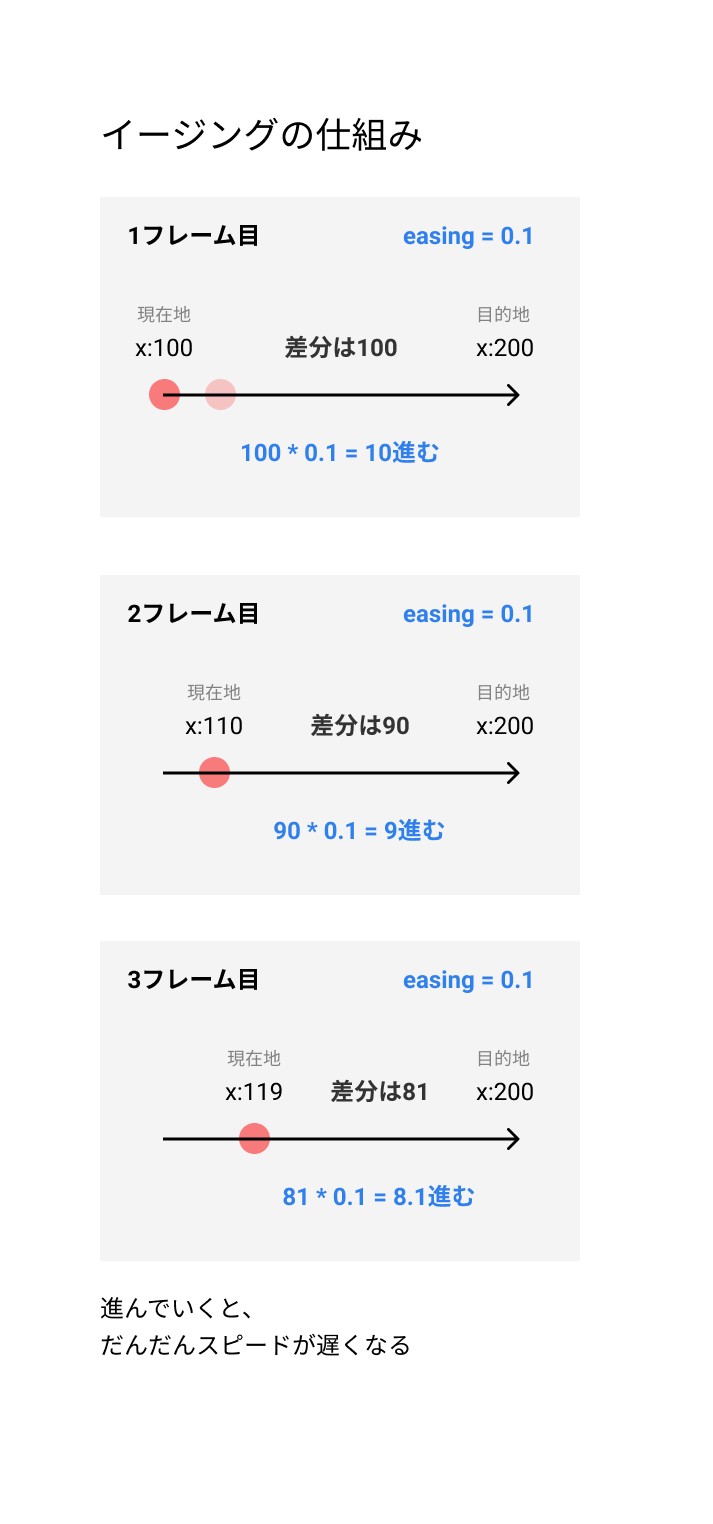 イージングの仕組み
1フレーム目 easing = 0.1
現在地 目的地
x:100 差分は100 x:200
100 * 0.1 = 10進む
2フレーム目 easing = 0.1
現在地 目的地
x:110 差分は90 x:200
90 * 0.1 = 9進む
3フレーム目 easing = 0.1
現在地 目的地
x:119 差分は81 x:200
81 * 0.1 = 8.1進む
進んでいくと、
だんだんスピードが遅くなる